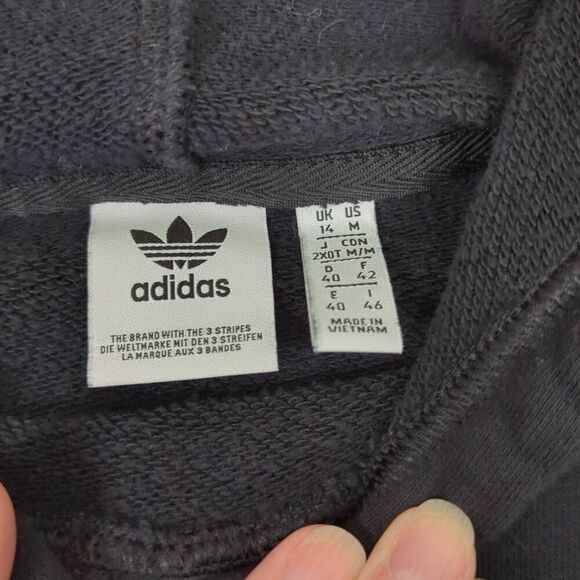 adidas
THE BRAND WITH THE 3 STRIPES
DIE WELTMARKE MIT DEN 3 STREIFEN
LA MARQUE AUX 3 BANDES
UK US
14 M
J CDN
2XOT M/M
D F
40 42
E I
40 46
MADE IN
VIETNAM